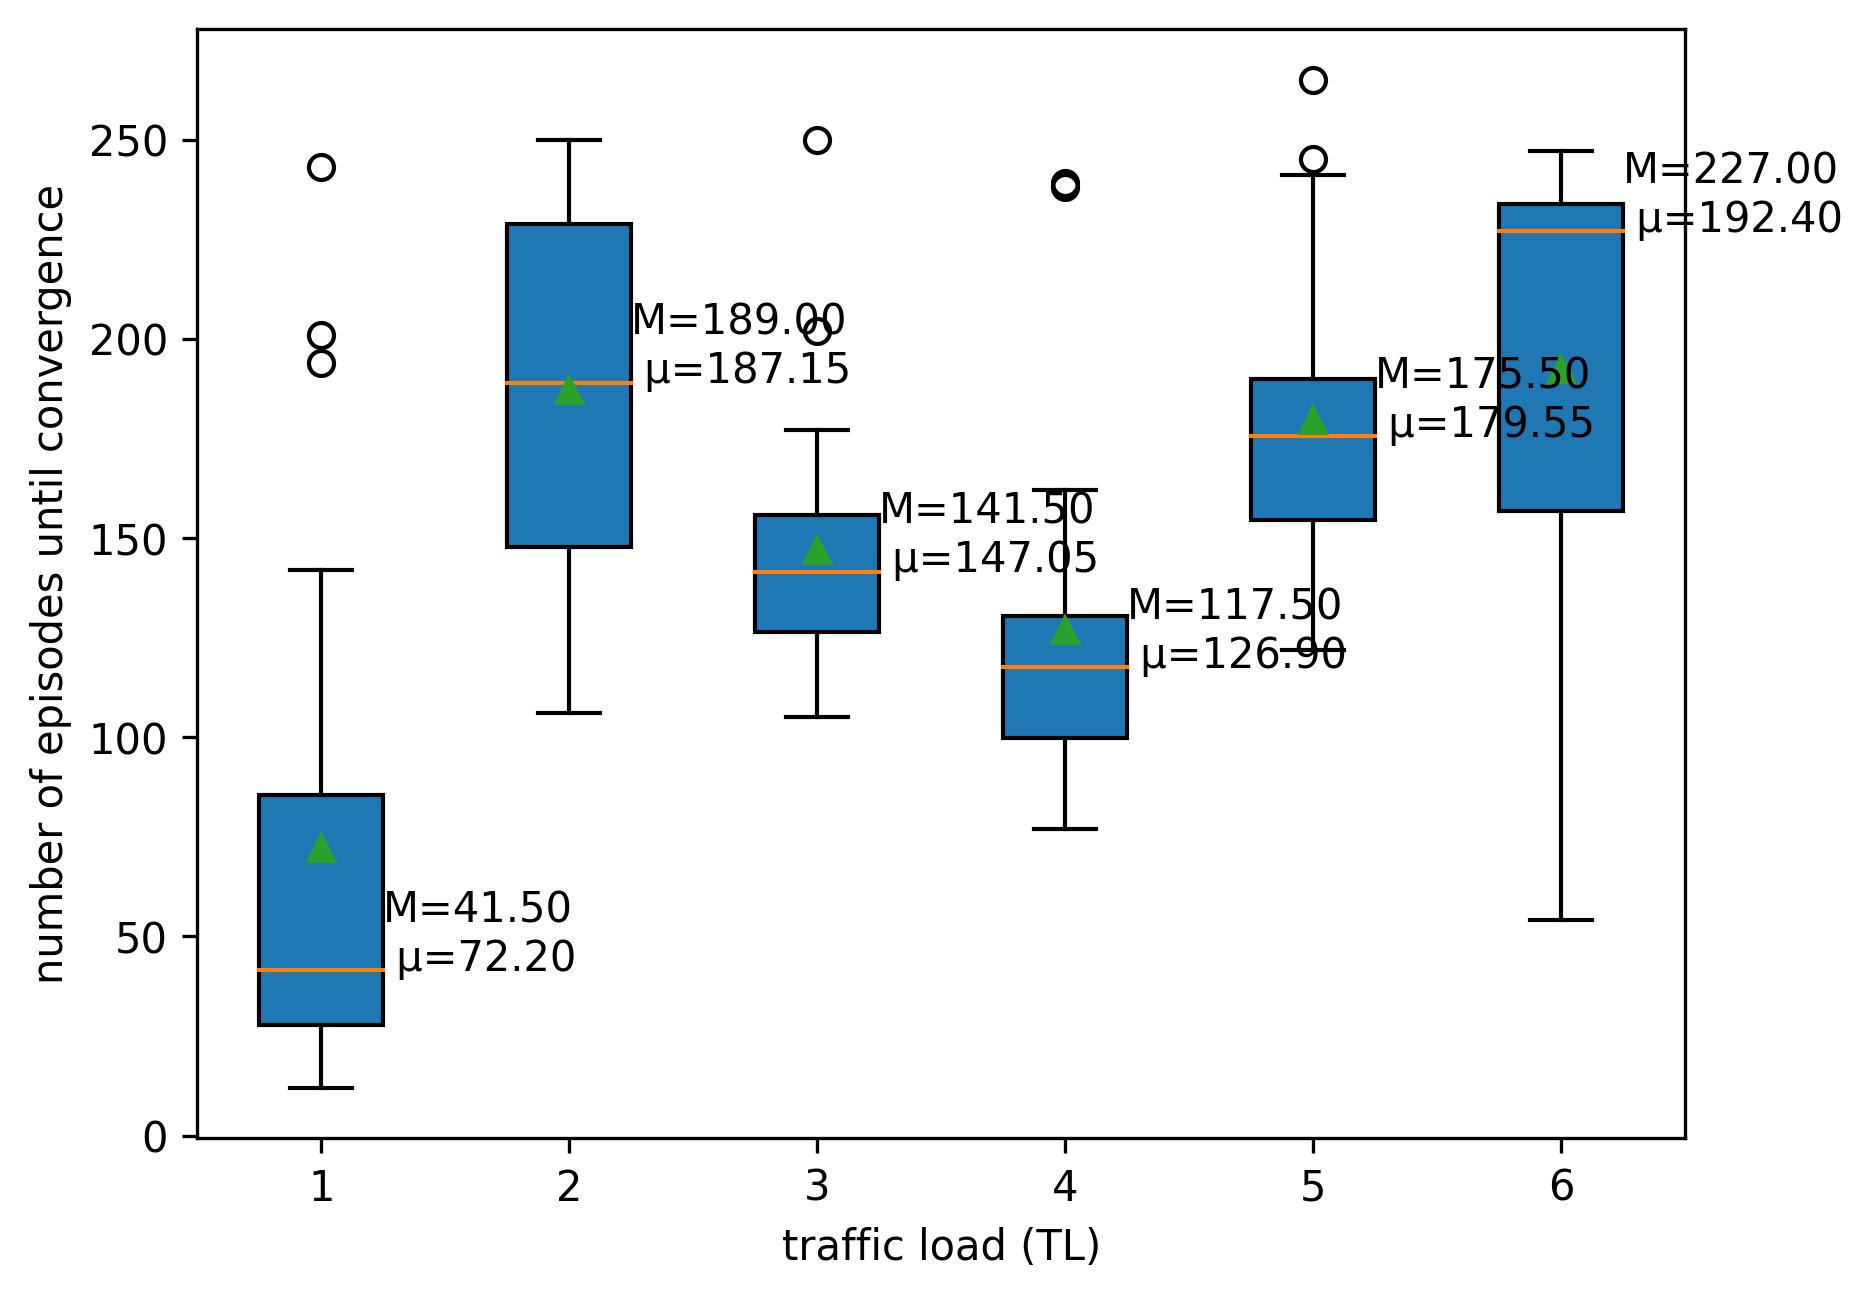 number of episodes until convergence
250
200
150
100
50
0
M=41.50
μ=72.20
M=189.00
μ=187.15
M=141.50
μ=147.05
M=117.50
μ=126.90
M=175.50
μ=179.55
M=227.00
μ=192.40
1 2 3 4 5 6
traffic load (TL)